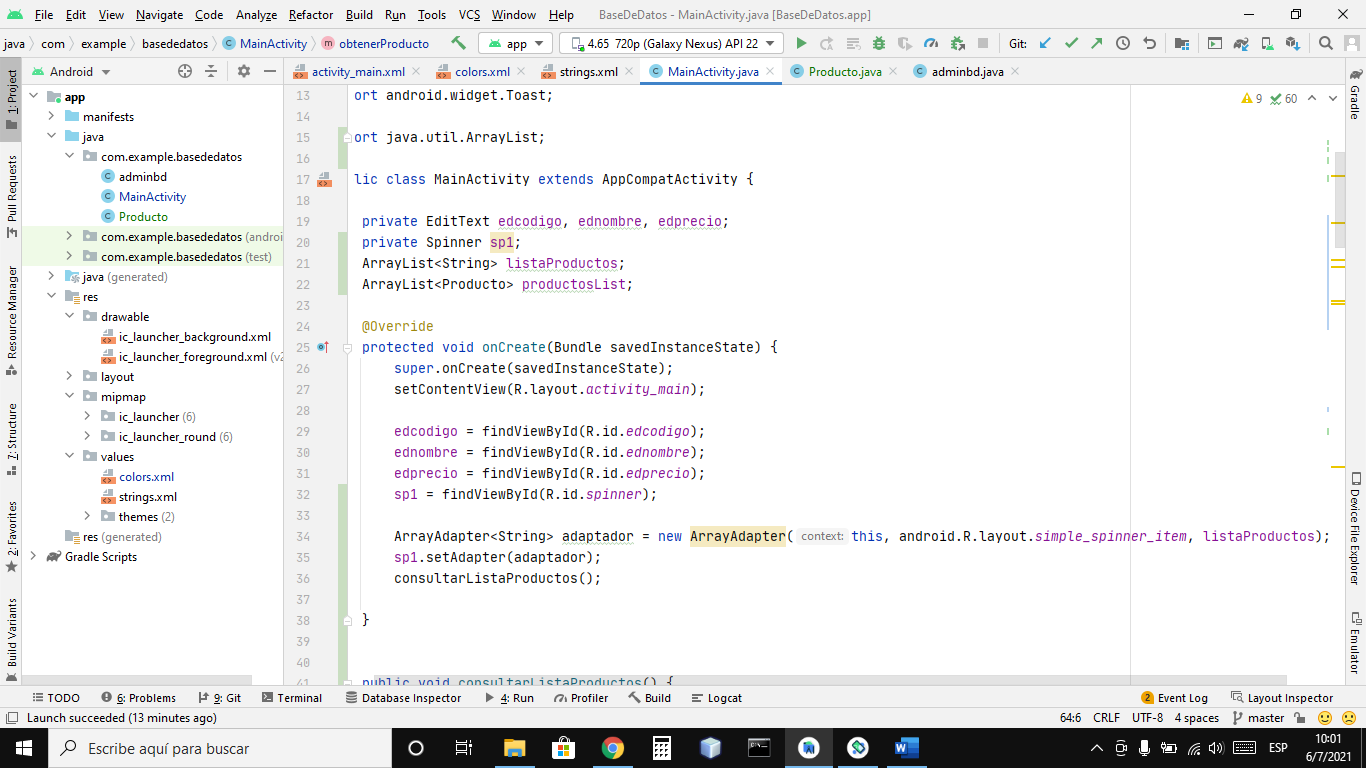 File Edit View Navigate Code Analyze Refactor Build Run Tools VCS Window Help BaseDeDatos - MainActivity.java [BaseDeDatos.app]
java com example basededatos MainActivity obtenerProducto app 4.65 720p (Galaxy Nexus) API 22 Git:
Android activity_main.xml colors.xml strings.xml MainActivity.java Producto.java adminbd.java
1: Project
Pull Requests
Resource Manager
7: Structure
2: Favorites
Build Variants
app
manifests
java
com.example.basededatos
adminbd
MainActivity
Producto
com.example.basededatos (androi
com.example.basededatos (test)
java (generated)
res
drawable
ic_launcher_background.xml
ic_launcher_foreground.xml (v2
layout
mipmap
ic_launcher (6)
ic_launcher_round (6)
values
colors.xml
strings.xml
themes (2)
res (generated)
Gradle Scripts
9 60
13 ort android.widget.Toast;
14
15 ort java.util.ArrayList;
16
17 lic class MainActivity extends AppCompatActivity {
18
19 private EditText edcodigo, ednombre, edprecio;
20 private Spinner sp1;
21 ArrayList<String> listaProductos;
22 ArrayList<Producto> productosList;
23
24 @Override
25 protected void onCreate(Bundle savedInstanceState) {
26 super.onCreate(savedInstanceState);
27 setContentView(R.layout.activity_main);
28
29 edcodigo = findViewById(R.id.edcodigo);
30 ednombre = findViewById(R.id.ednombre);
31 edprecio = findViewById(R.id.edprecio);
32 sp1 = findViewById(R.id.spinner);
33
34 ArrayAdapter<String> adaptador = new ArrayAdapter( context: this, android.R.layout.simple_spinner_item, listaProductos);
35 sp1.setAdapter(adaptador);
36 consultarListaProductos();
37
38 }
39
40
41 public void consultarListaProductos() {
Gradle
Device File Explorer
Emulator
TODO 6: Problems 9: Git Terminal Database Inspector 4: Run Profiler Build Logcat 2 Event Log Layout Inspector
Launch succeeded (13 minutes ago) 64:6 CRLF UTF-8 4 spaces master
Escribe aquí para buscar ESP 10:01
6/7/2021